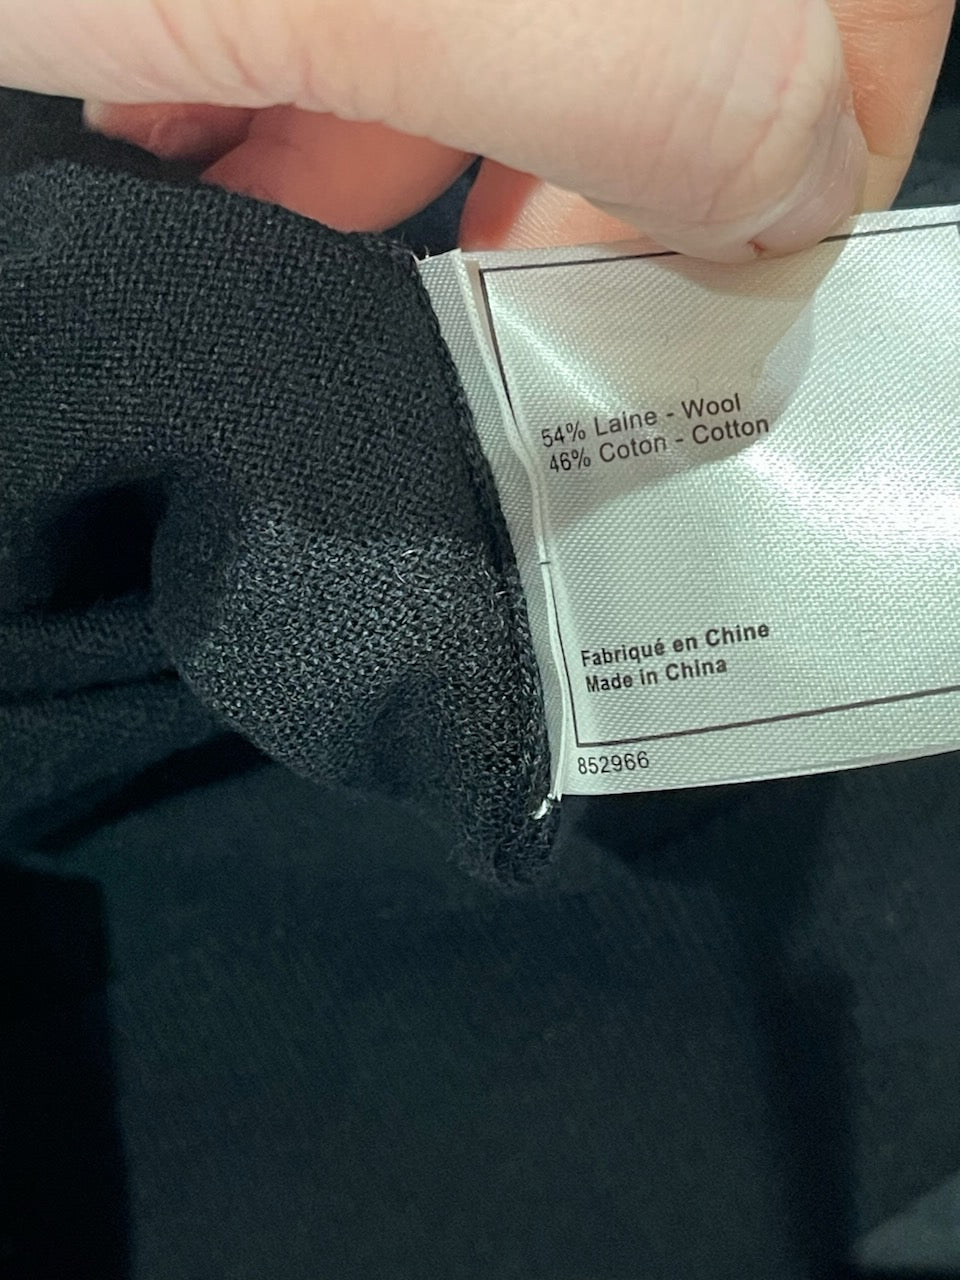 54% Laine - Wool
46% Coton - Cotton
Fabriqué en Chine
Made in China
852966